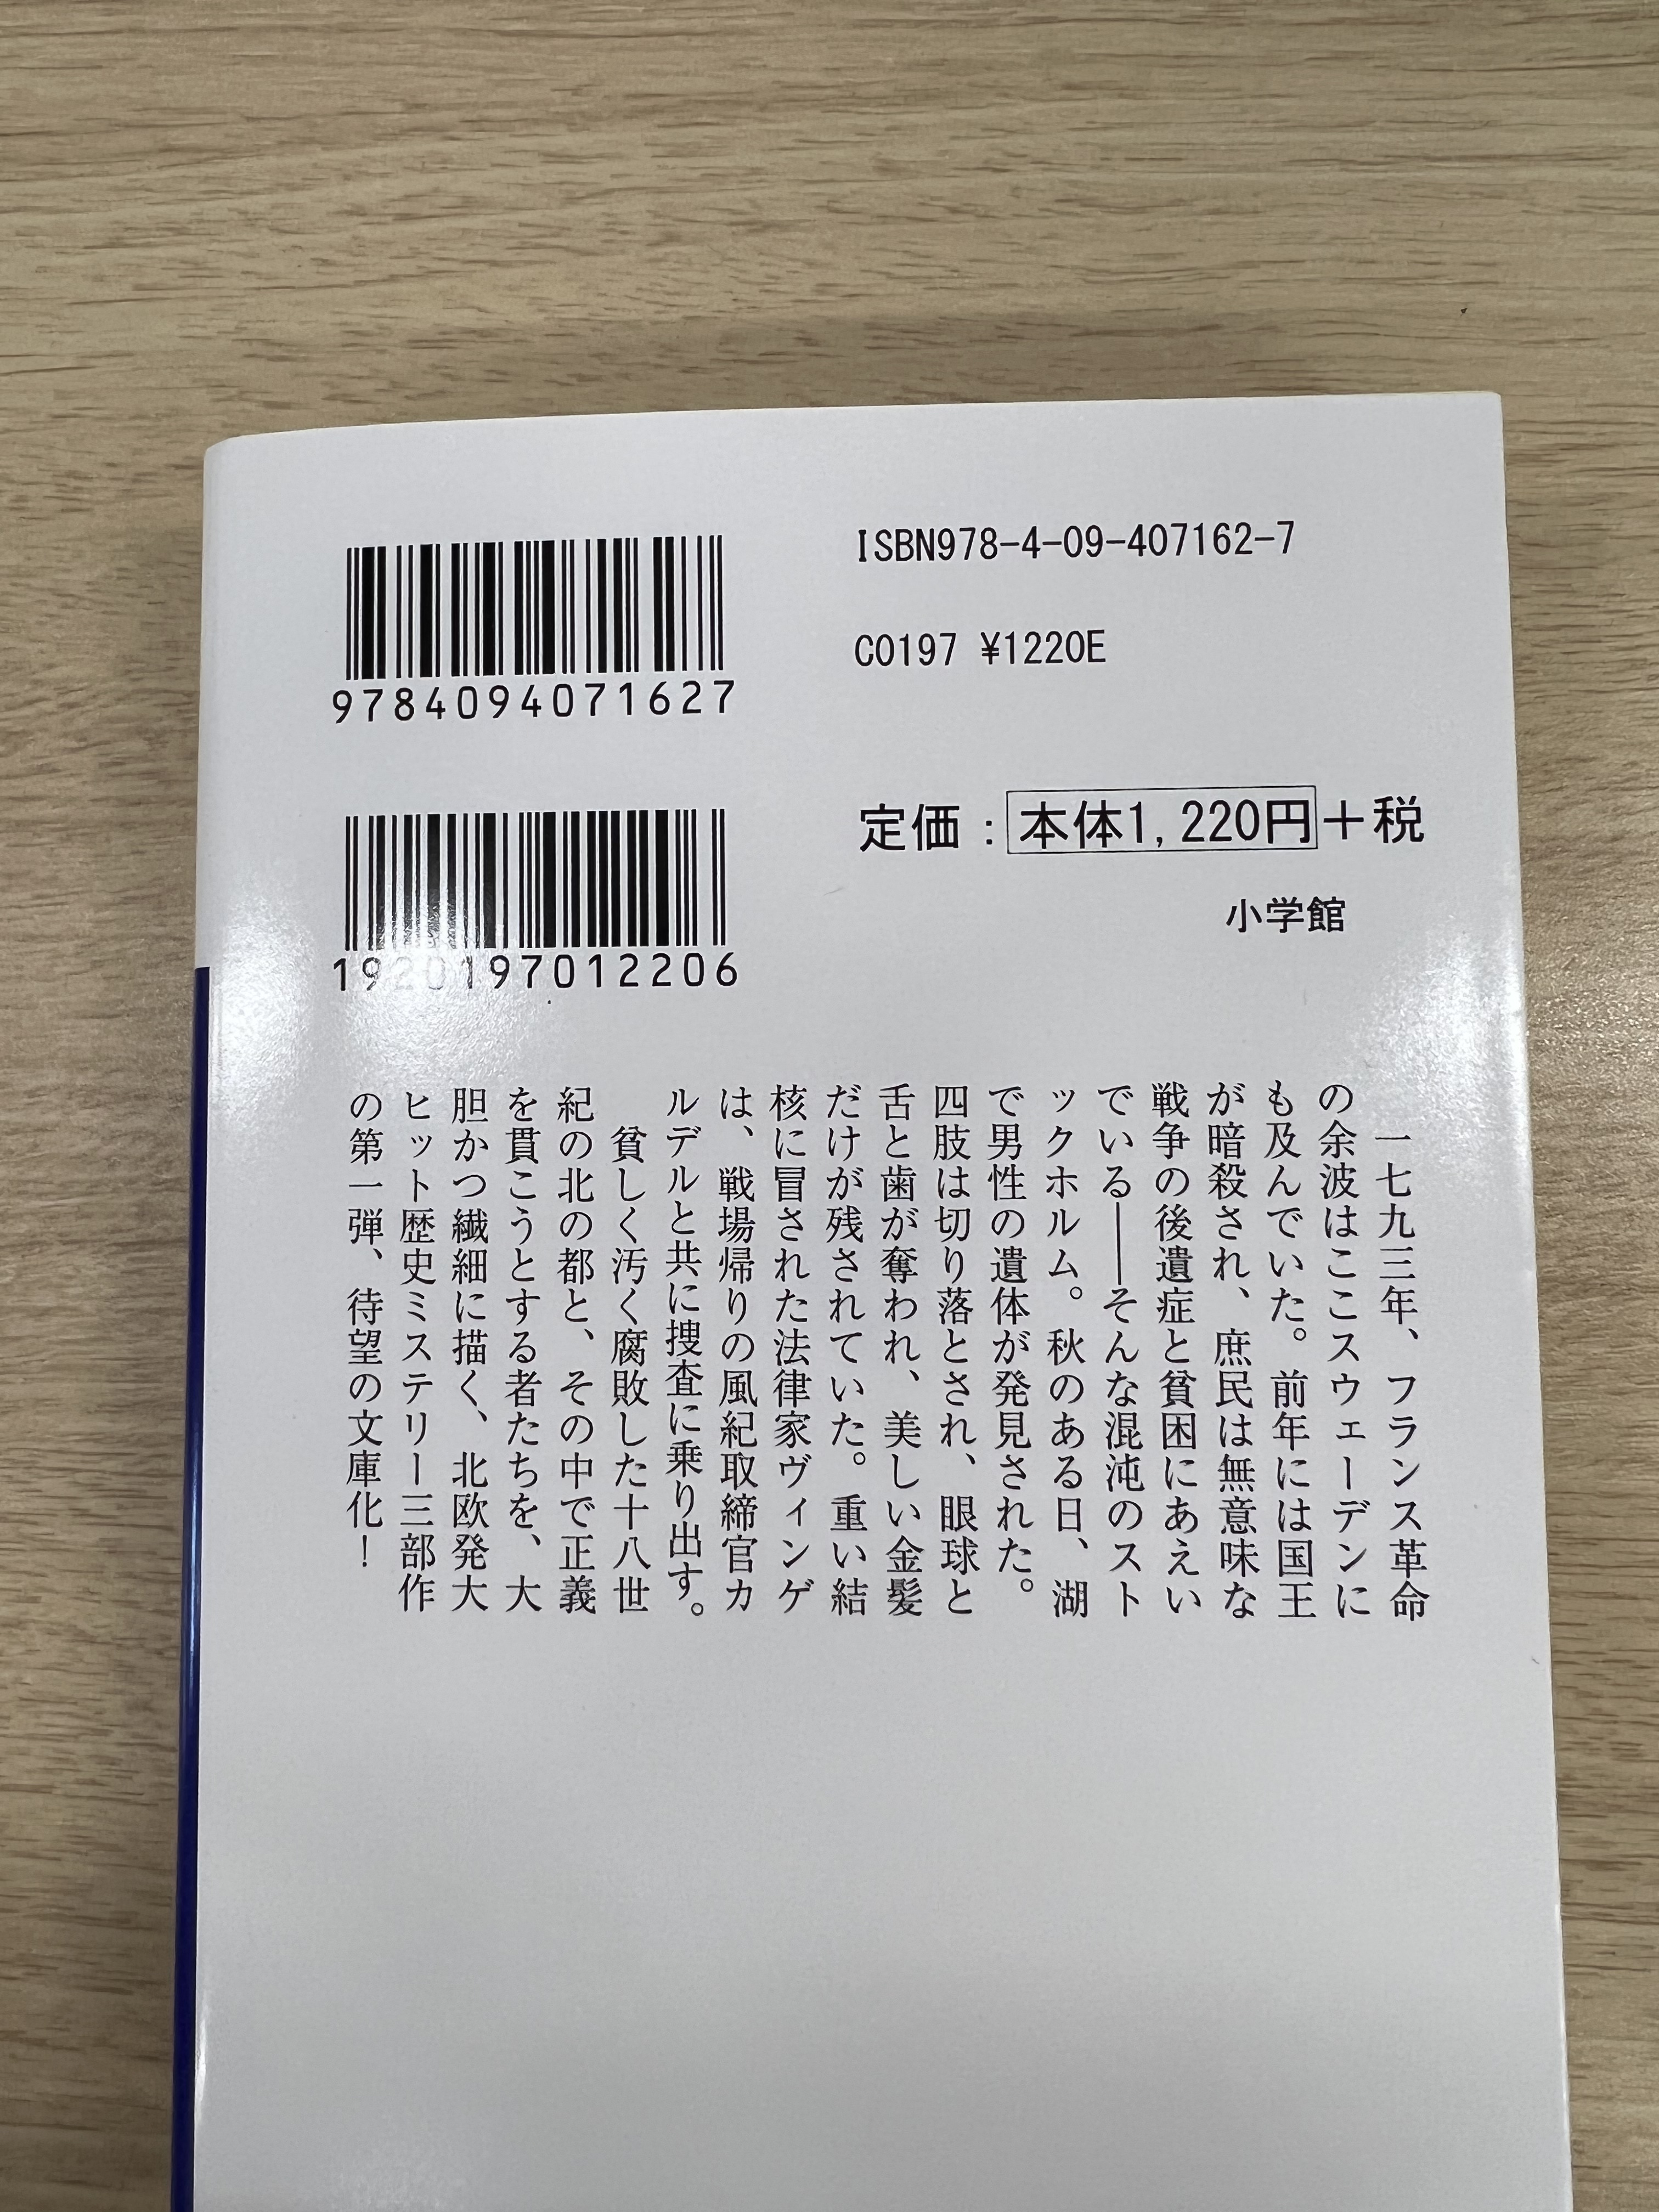 9784094071627
ISBN978-4-09-407162-7
C0197 ¥1220E
1920197012206
定価：本体1,220円＋税
小学館
一七九三年、フランス革命
の余波はここスウェーデンに
も及んでいた。前年には国王
が暗殺され、庶民は無意味な
戦争の後遺症と貧困にあえい
でいる――そんな混沌のスト
ックホルム。秋のある日、湖
で男性の遺体が発見された。
四肢は切り落とされ、眼球と
舌と歯が奪われ、美しい金髪
だけが残されていた。重い結
核に冒された法律家ヴィンゲ
は、戦場帰りの風紀取締官カ
ルデルと共に捜査に乗り出す。
貧しく汚く腐敗した十八世
紀の北の都と、その中で正義
を貫こうとする者たちを、大
胆かつ繊細に描く、北欧発大
ヒット歴史ミステリー三部作
の第一弾、待望の文庫化！